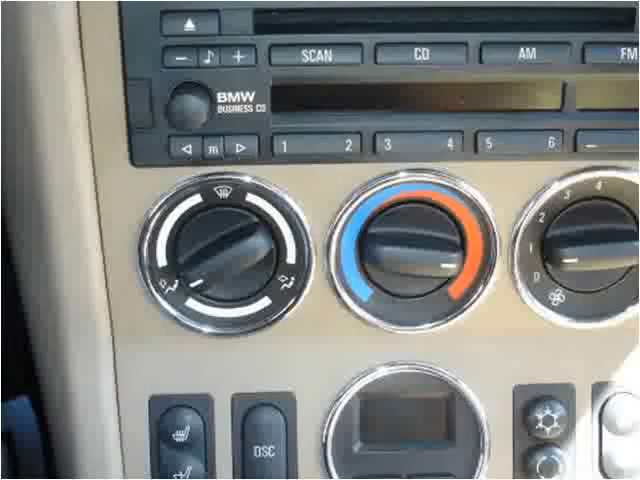 SCAN CD AM FM
− +
BMW
BUSINESS CD
m 1 2 3 4 5 6 −
0 1 2 3 4
DSC